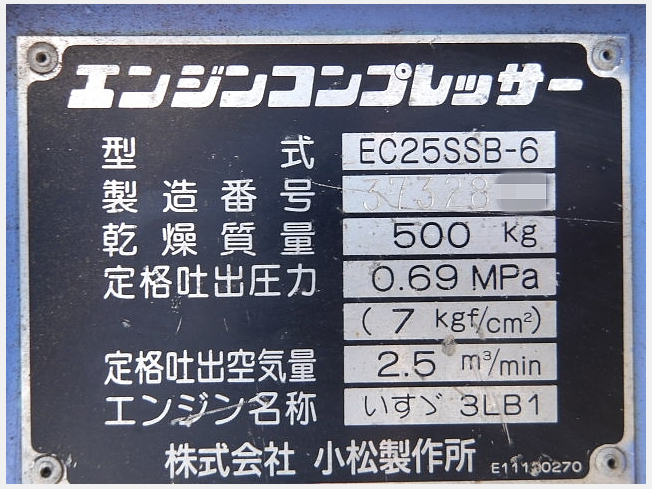 エンジンコンプレッサー
型式 EC25SSB-6
製造番号 37328
乾燥質量 500 kg
定格吐出圧力 0.69 MPa
( 7 kgf/cm²)
定格吐出空気量 2.5 m³/min
エンジン名称 いすゞ 3LB1
株式会社 小松製作所